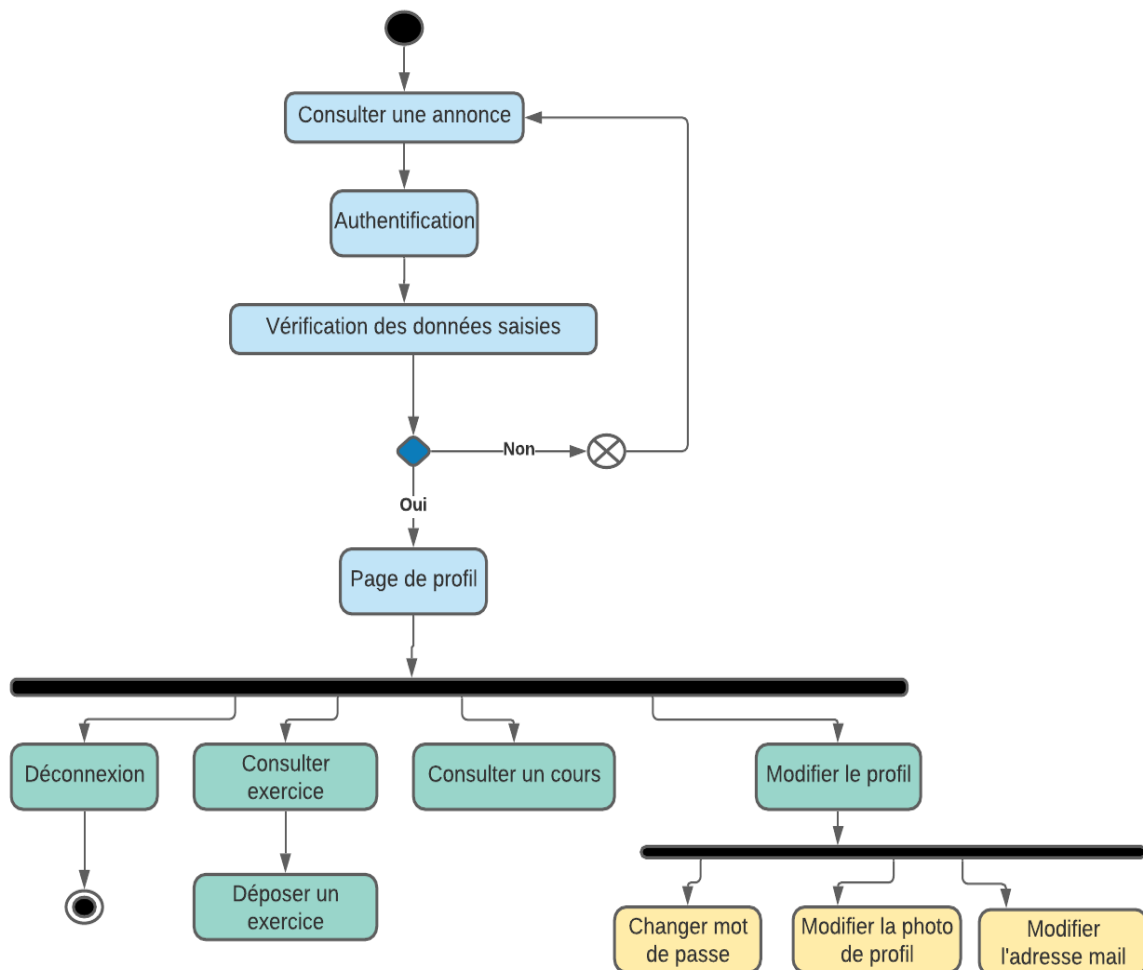 Consulter une annonce
Authentification
Vérification des données saisies
Non
Oui
Page de profil
Déconnexion
Consulter
exercice
Consulter un cours
Modifier le profil
Déposer un
exercice
Changer mot
de passe
Modifier la photo
de profil
Modifier
l'adresse mail